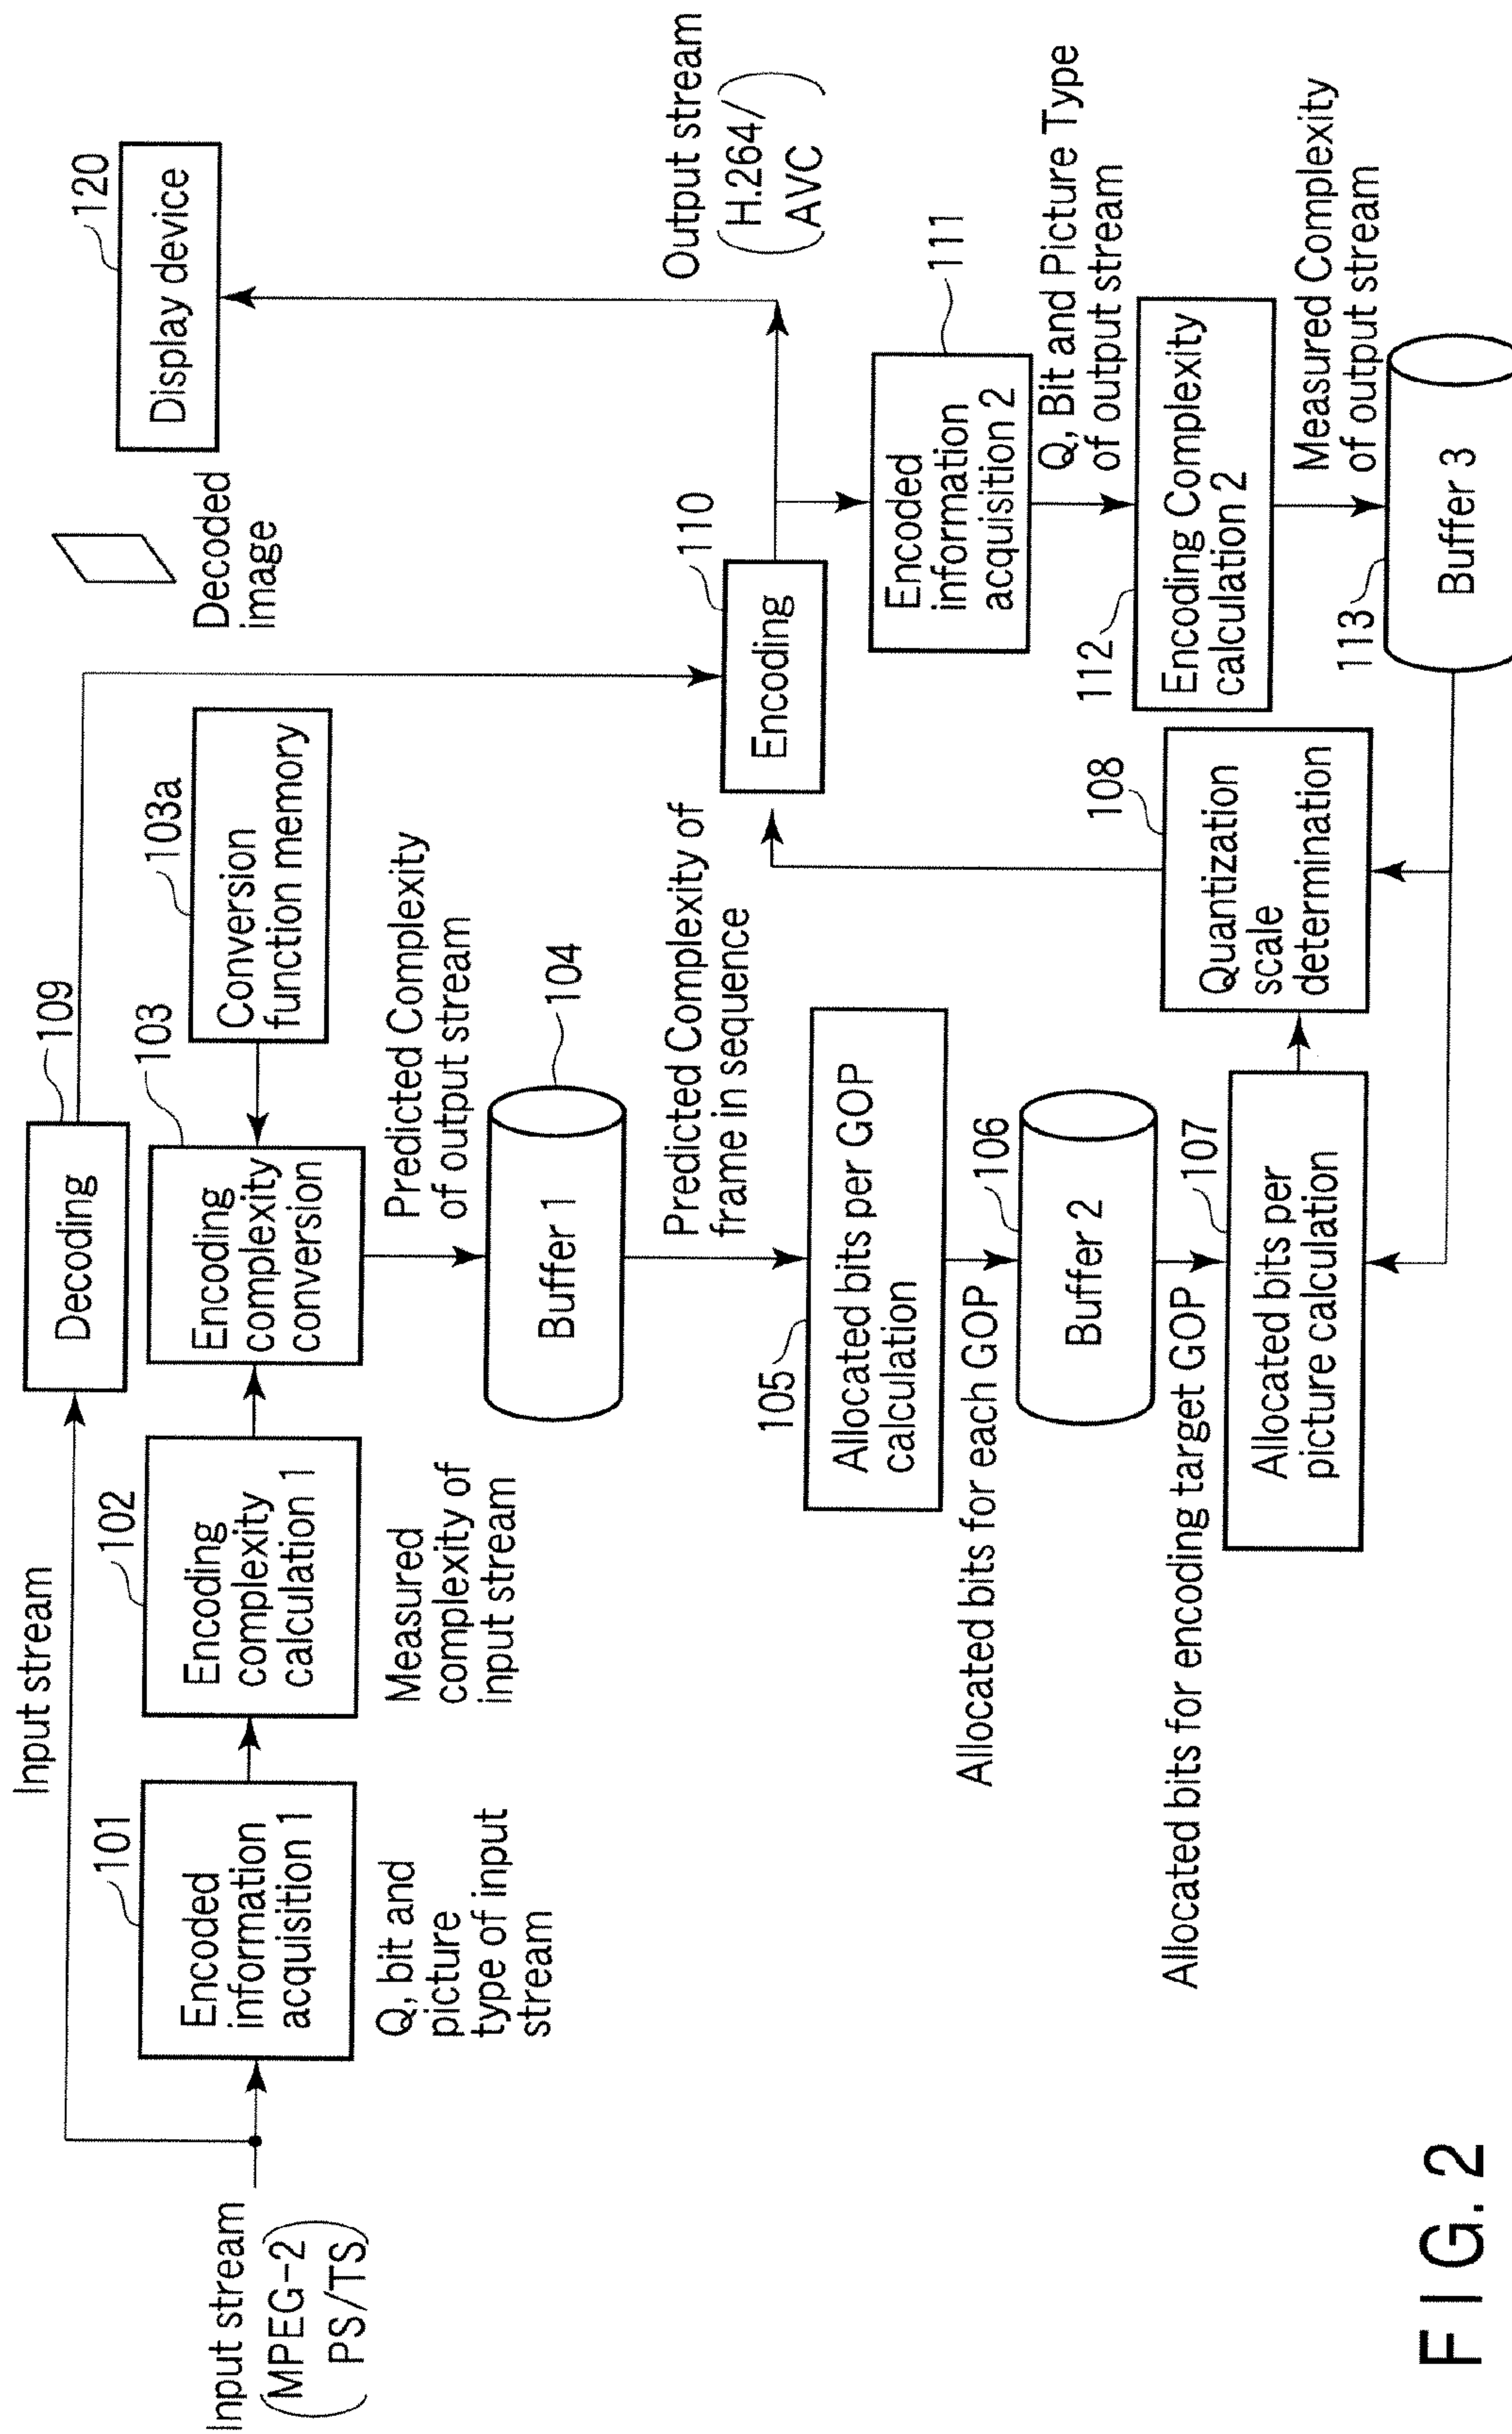 Input stream
(MPEG-2
PS/TS)
Input stream
101
Encoded
information
acquisition 1
Q, bit and
picture
type of input
stream
102
Encoding
complexity
calculation 1
Measured
complexity of
input stream
109
Decoding
103
Encoding
complexity
conversion
103a
Conversion
function memory
Predicted Complexity
of output stream
104
Buffer 1
Predicted Complexity of
frame in sequence
105
Allocated bits per GOP
calculation
Allocated bits for each GOP
106
Buffer 2
Allocated bits for encoding target GOP
107
Allocated bits per
picture calculation
108
Quantization
scale
determination
Decoded
image
110
Encoding
120
Display device
Output stream
(H.264/
AVC)
111
Encoded
information
acquisition 2
Q, Bit and Picture Type
of output stream
112
Encoding Complexity
calculation 2
Measured Complexity
of output stream
113
Buffer 3
FIG. 2